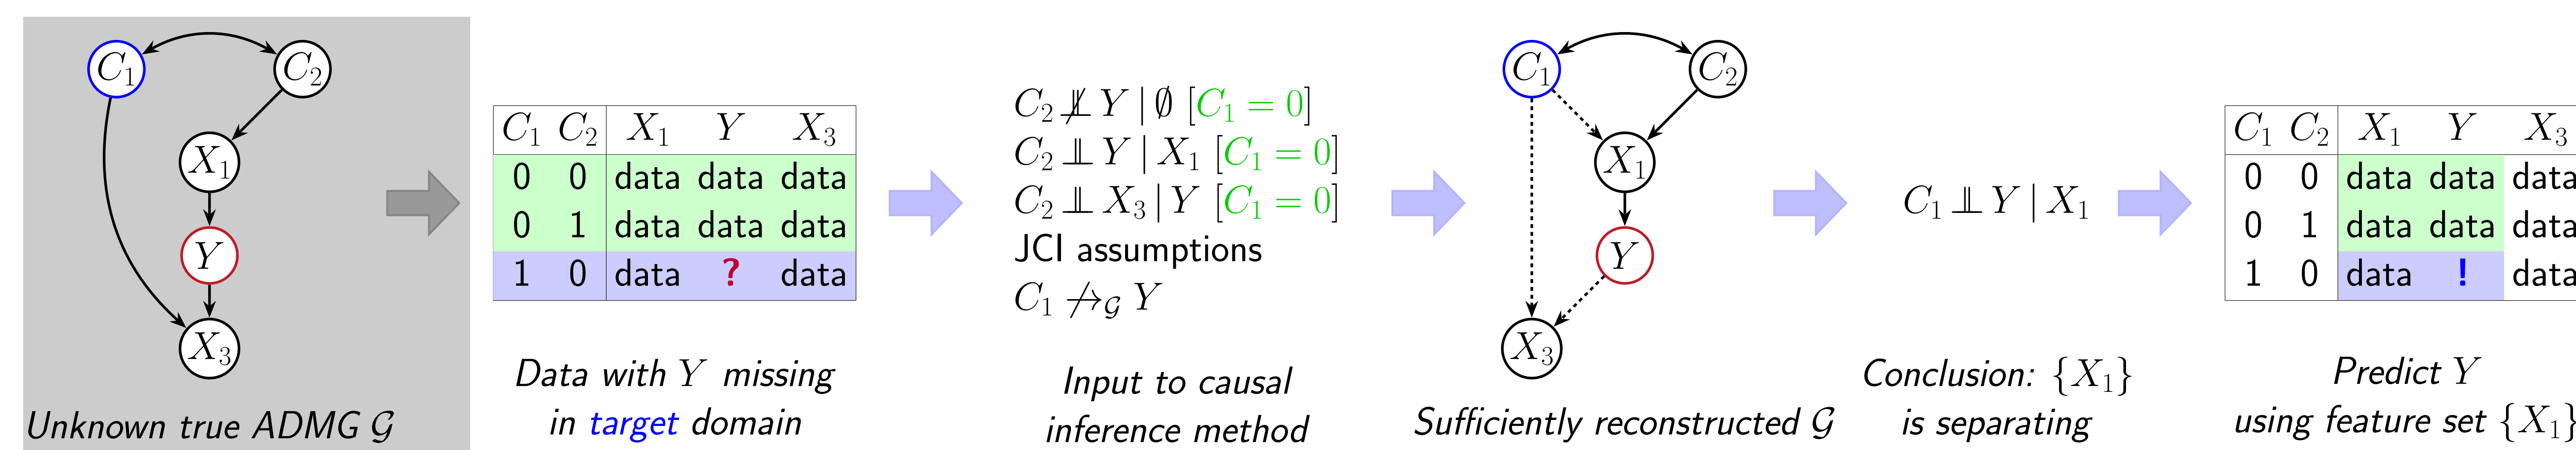 C₁
C₂
X₁
Y
X₃
Unknown true ADMG 𝒢
C₁ C₂ X₁ Y X₃
0 0 data data data
0 1 data data data
1 0 data ? data
Data with Y missing
in target domain
C₂ ⫫̸ Y | ∅ [C₁ = 0]
C₂ ⫫ Y | X₁ [C₁ = 0]
C₂ ⫫ X₃ | Y [C₁ = 0]
JCI assumptions
C₁ ↛_𝒢 Y
Input to causal
inference method
C₁
C₂
X₁
Y
X₃
Sufficiently reconstructed 𝒢
C₁ ⫫ Y | X₁
Conclusion: {X₁}
is separating
C₁ C₂ X₁ Y X₃
0 0 data data data
0 1 data data data
1 0 data ! data
Predict Y
using feature set {X₁}